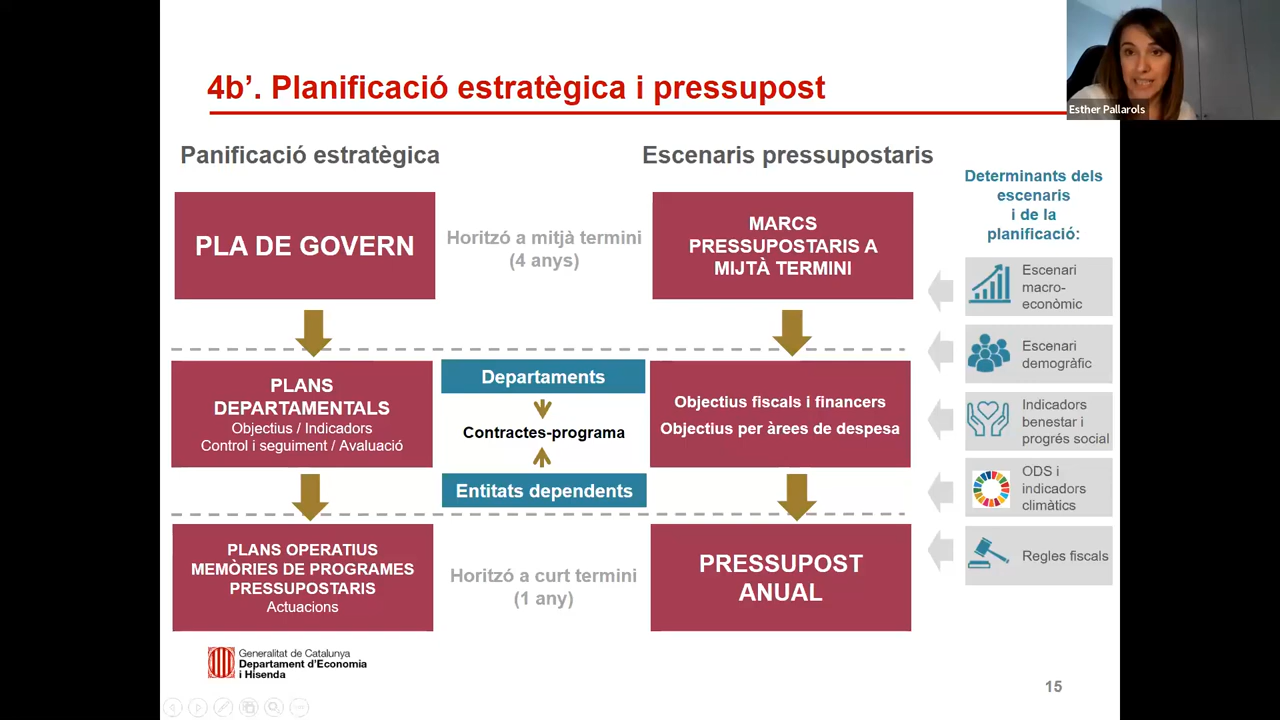 4b’. Planificació estratègica i pressupost
Esther Pallarols
Panificació estratègica
Escenaris pressupostaris
PLA DE GOVERN
Horitzó a mitjà termini
(4 anys)
MARCS
PRESSUPOSTARIS A
MIJTÀ TERMINI
PLANS
DEPARTAMENTALS
Objectius / Indicadors
Control i seguiment / Avaluació
Departaments
Contractes-programa
Entitats dependents
Objectius fiscals i financers
Objectius per àrees de despesa
PLANS OPERATIUS
MEMÒRIES DE PROGRAMES
PRESSUPOSTARIS
Actuacions
Horitzó a curt termini
(1 any)
PRESSUPOST
ANUAL
Determinants dels
escenaris
i de la
planificació:
Escenari
macro-
econòmic
Escenari
demogràfic
Indicadors
benestar i
progrés social
ODS i
indicadors
climàtics
Regles fiscals
Generalitat de Catalunya
Departament d’Economia
i Hisenda
15